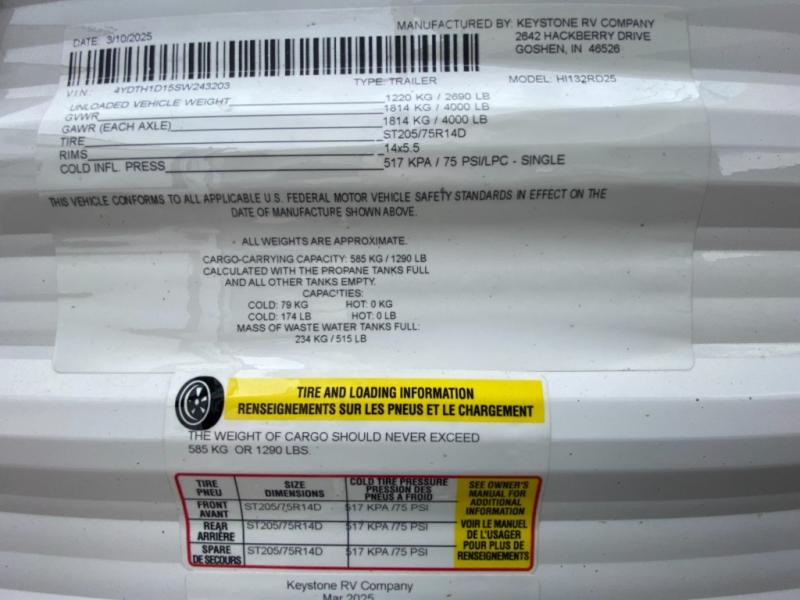 DATE: 3/10/2025
MANUFACTURED BY: KEYSTONE RV COMPANY
2642 HACKBERRY DRIVE
GOSHEN, IN 46526
V.I.N.: 4YDTH1D15SW243203 TYPE: TRAILER MODEL: HI132RD25
UNLOADED VEHICLE WEIGHT 1220 KG / 2690 LB
GVWR 1814 KG / 4000 LB
GAWR (EACH AXLE) 1814 KG / 4000 LB
TIRE ST205/75R14D
RIMS 14x5.5
COLD INFL. PRESS 517 KPA / 75 PSI/LPC - SINGLE
THIS VEHICLE CONFORMS TO ALL APPLICABLE U.S. FEDERAL MOTOR VEHICLE SAFETY STANDARDS IN EFFECT ON THE
DATE OF MANUFACTURE SHOWN ABOVE.
ALL WEIGHTS ARE APPROXIMATE.
CARGO-CARRYING CAPACITY: 585 KG / 1290 LB
CALCULATED WITH THE PROPANE TANKS FULL
AND ALL OTHER TANKS EMPTY.
CAPACITIES:
COLD: 79 KG HOT: 0 KG
COLD: 174 LB HOT: 0 LB
MASS OF WASTE WATER TANKS FULL:
234 KG / 515 LB
TIRE AND LOADING INFORMATION
RENSEIGNEMENTS SUR LES PNEUS ET LE CHARGEMENT
THE WEIGHT OF CARGO SHOULD NEVER EXCEED
585 KG OR 1290 LBS.
TIRE
PNEU
SIZE
DIMENSIONS
COLD TIRE PRESSURE
PRESSION DES
PNEUS A FROID
SEE OWNER'S
MANUAL FOR
ADDITIONAL
INFORMATION
VOIR LE MANUEL
DE L'USAGER
POUR PLUS DE
RENSEIGNEMENTS
FRONT
AVANT
ST205/75R14D 517 KPA /75 PSI
REAR
ARRIÈRE
ST205/75R14D 517 KPA /75 PSI
SPARE
DE SECOURS
ST205/75R14D 517 KPA /75 PSI
Keystone RV Company
Mar 2025